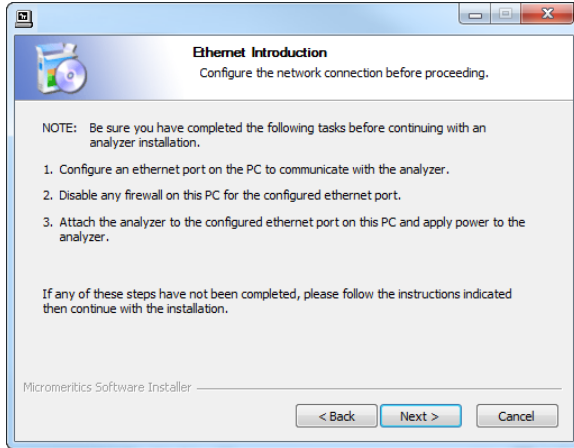 Ethernet Introduction
Configure the network connection before proceeding.
NOTE: Be sure you have completed the following tasks before continuing with an
analyzer installation.
1. Configure an ethernet port on the PC to communicate with the analyzer.
2. Disable any firewall on this PC for the configured ethernet port.
3. Attach the analyzer to the configured ethernet port on this PC and apply power to the
analyzer.
If any of these steps have not been completed, please follow the instructions indicated
then continue with the installation.
Micromeritics Software Installer
< Back
Next >
Cancel